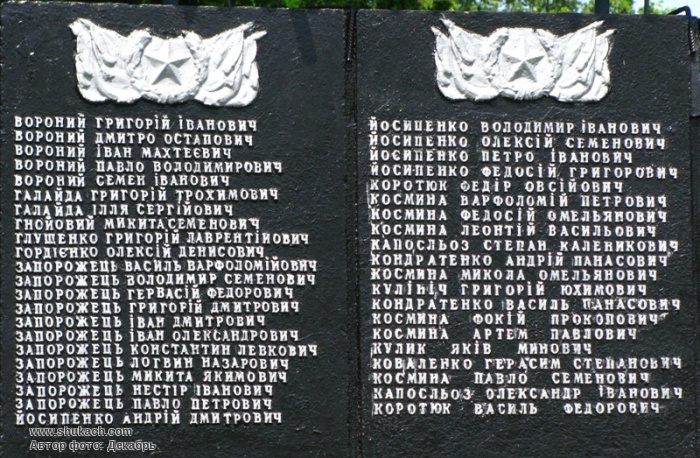 ВОРОНИЙ ГРИГОРІЙ ІВАНОВИЧ
ВОРОНИЙ ДМИТРО ОСТАПОВИЧ
ВОРОНИЙ ІВАН МАХТЕЄВИЧ
ВОРОНИЙ ПАВЛО ВОЛОДИМИРОВИЧ
ВОРОНИЙ СЕМЕН ІВАНОВИЧ
ГАЛАЙДА ГРИГОРІЙ ТРОХИМОВИЧ
ГАЛАЙДА ІЛЛЯ СЕРГІЙОВИЧ
ГНОЙОВИЙ МИКИТА СЕМЕНОВИЧ
ГЛУЩЕНКО ГРИГОРІЙ ЛАВРЕНТІЙОВИЧ
ГОРДІЄНКО ОЛЕКСІЙ ДЕНИСОВИЧ
ЗАПОРОЖЕЦЬ ВАСИЛЬ ВАРФОЛОМІЙОВИЧ
ЗАПОРОЖЕЦЬ ВОЛОДИМИР СЕМЕНОВИЧ
ЗАПОРОЖЕЦЬ ГЕРВАСІЙ ФЕДОРОВИЧ
ЗАПОРОЖЕЦЬ ГРИГОРІЙ ДМИТРОВИЧ
ЗАПОРОЖЕЦЬ ІВАН ДМИТРОВИЧ
ЗАПОРОЖЕЦЬ ІВАН ОЛЕКСАНДРОВИЧ
ЗАПОРОЖЕЦЬ КОНСТАНТИН ЛЕВКОВИЧ
ЗАПОРОЖЕЦЬ ЛОГВИН НАЗАРОВИЧ
ЗАПОРОЖЕЦЬ МИКИТА ЯКИМОВИЧ
ЗАПОРОЖЕЦЬ НЕСТІР ІВАНОВИЧ
ЗАПОРОЖЕЦЬ ПАВЛО ПЕТРОВИЧ
ЙОСИПЕНКО АНДРІЙ ДМИТРОВИЧ
ЙОСИПЕНКО ВОЛОДИМИР ІВАНОВИЧ
ЙОСИПЕНКО ОЛЕКСІЙ СЕМЕНОВИЧ
ЙОСИПЕНКО ПЕТРО ІВАНОВИЧ
ЙОСИПЕНКО ФЕДОСІЙ ГРИГОРОВИЧ
КОРОТЮК ФЕДІР ОВСІЙОВИЧ
КОСМИНА ВАРФОЛОМІЙ ПЕТРОВИЧ
КОСМИНА ФЕДОСІЙ ОМЕЛЬЯНОВИЧ
КОСМИНА ЛЕОНТІЙ ВАСИЛЬОВИЧ
КАПОСЛЬОЗ СТЕПАН КАЛЕНИКОВИЧ
КОНДРАТЕНКО АНДРІЙ ПАНАСОВИЧ
КОСМИНА МИКОЛА ОМЕЛЬЯНОВИЧ
КУЛІНІЧ ГРИГОРІЙ ЮХИМОВИЧ
КОНДРАТЕНКО ВАСИЛЬ ПАНАСОВИЧ
КОСМИНА ФОКІЙ ПРОКОПОВИЧ
КОСМИНА АРТЕМ ПАВЛОВИЧ
КУЛИК ЯКІВ МИНОВИЧ
КОВАЛЕНКО ГЕРАСИМ СТЕПАНОВИЧ
КОСМИНА ПАВЛО СЕМЕНОВИЧ
КАПОСЛЬОЗ ОЛЕКСАНДР ІВАНОВИЧ
КОРОТЮК ВАСИЛЬ ФЕДОРОВИЧ
www.shukach.com
Автор фото: Декабрь